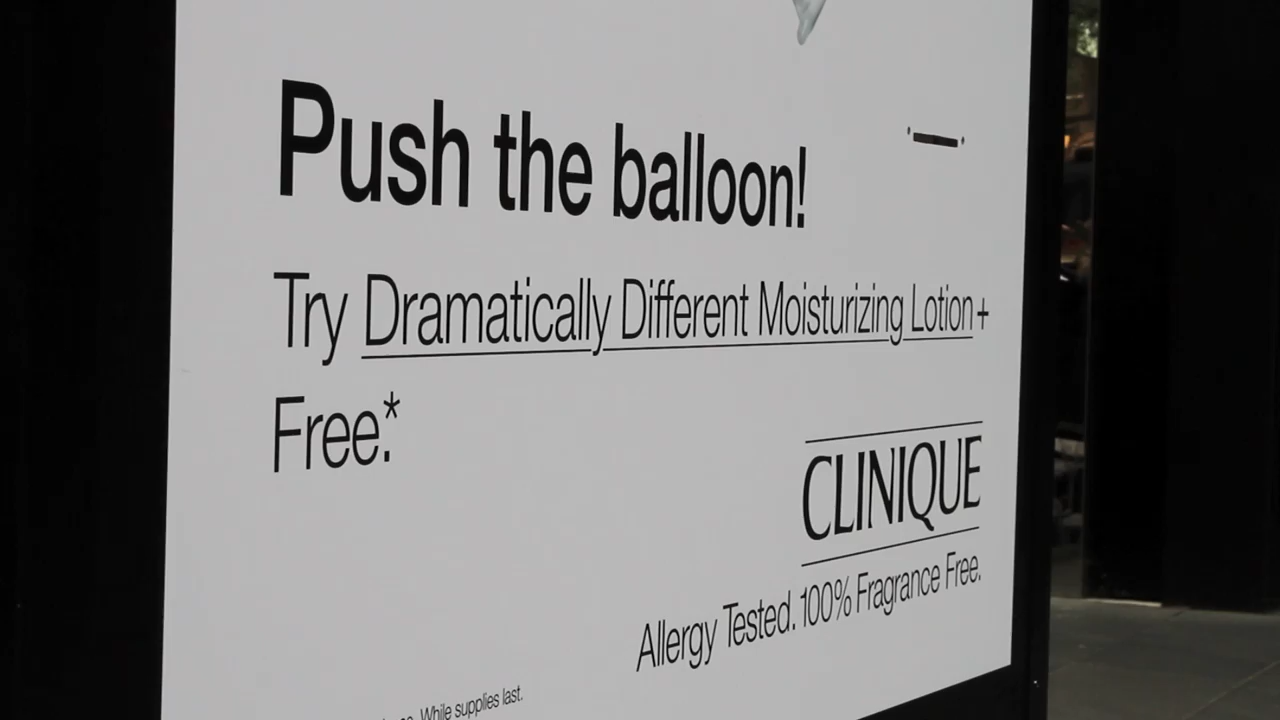 Push the balloon!
Try Dramatically Different Moisturizing Lotion+
Free.*
CLINIQUE
Allergy Tested. 100% Fragrance Free.
While supplies last.